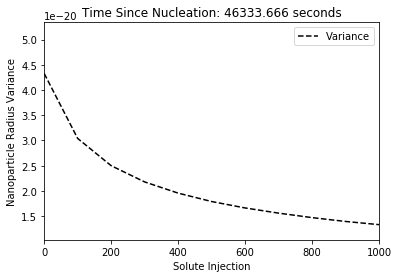 Time Since Nucleation: 46333.666 seconds
1e−20
Variance
5.0
4.5
4.0
3.5
3.0
2.5
2.0
1.5
Nanoparticle Radius Variance
0 200 400 600 800 1000
Solute Injection